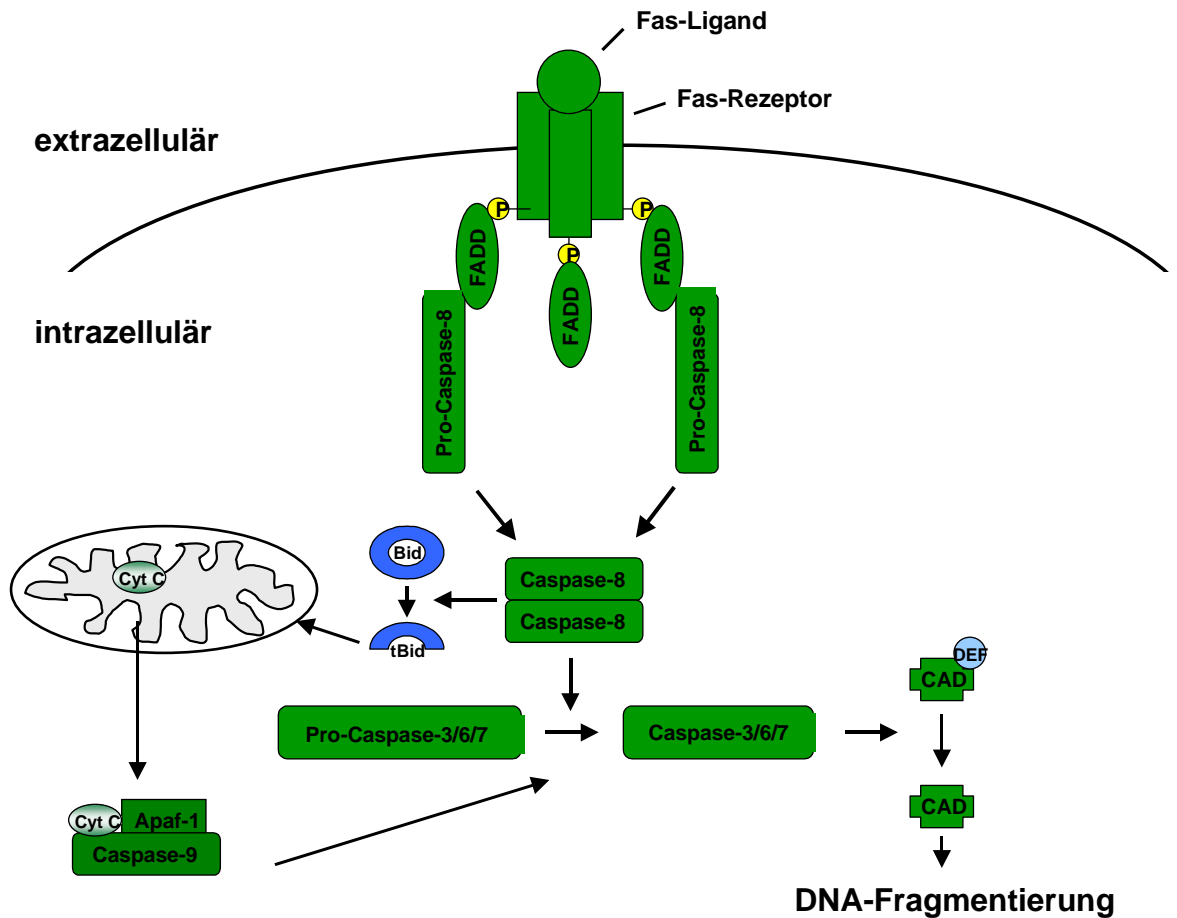 Fas-Ligand
Fas-Rezeptor
extrazellulär
P
P
P
FADD
FADD
FADD
intrazellulär
Pro-Caspase-8
Pro-Caspase-8
Cyt C
Bid
tBid
Caspase-8
Caspase-8
DEF
CAD
Pro-Caspase-3/6/7
Caspase-3/6/7
CAD
Cyt C
Apaf-1
Caspase-9
DNA-Fragmentierung